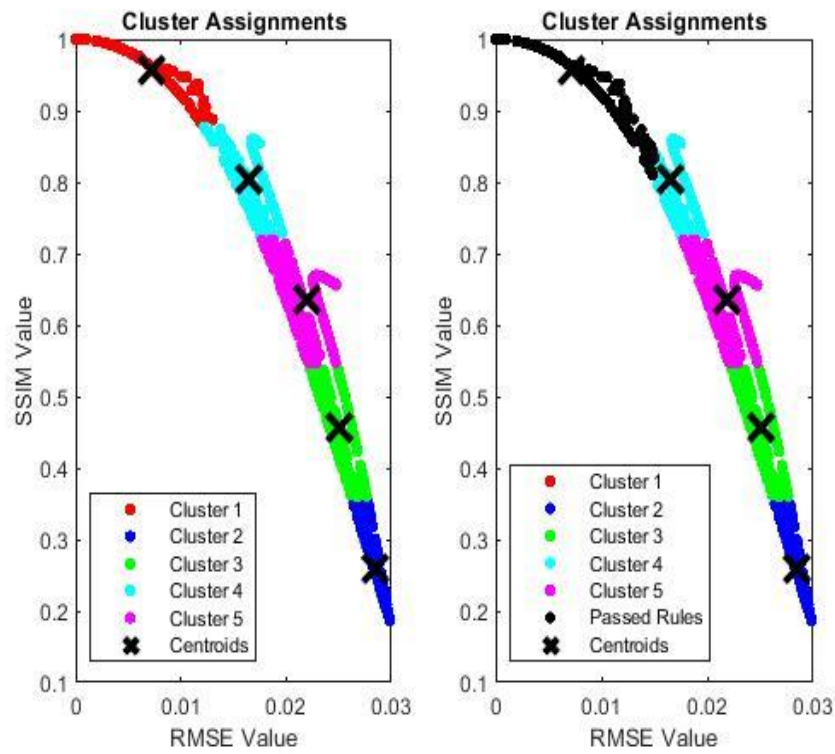 Cluster Assignments
1
0.9
0.8
0.7
0.6
0.5
0.4
0.3
0.2
0.1
SSIM Value
Cluster 1
Cluster 2
Cluster 3
Cluster 4
Cluster 5
Centroids
0
0.01
0.02
0.03
RMSE Value
Cluster Assignments
1
0.9
0.8
0.7
0.6
0.5
0.4
0.3
0.2
0.1
SSIM Value
Cluster 1
Cluster 2
Cluster 3
Cluster 4
Cluster 5
Passed Rules
Centroids
0
0.01
0.02
0.03
RMSE Value